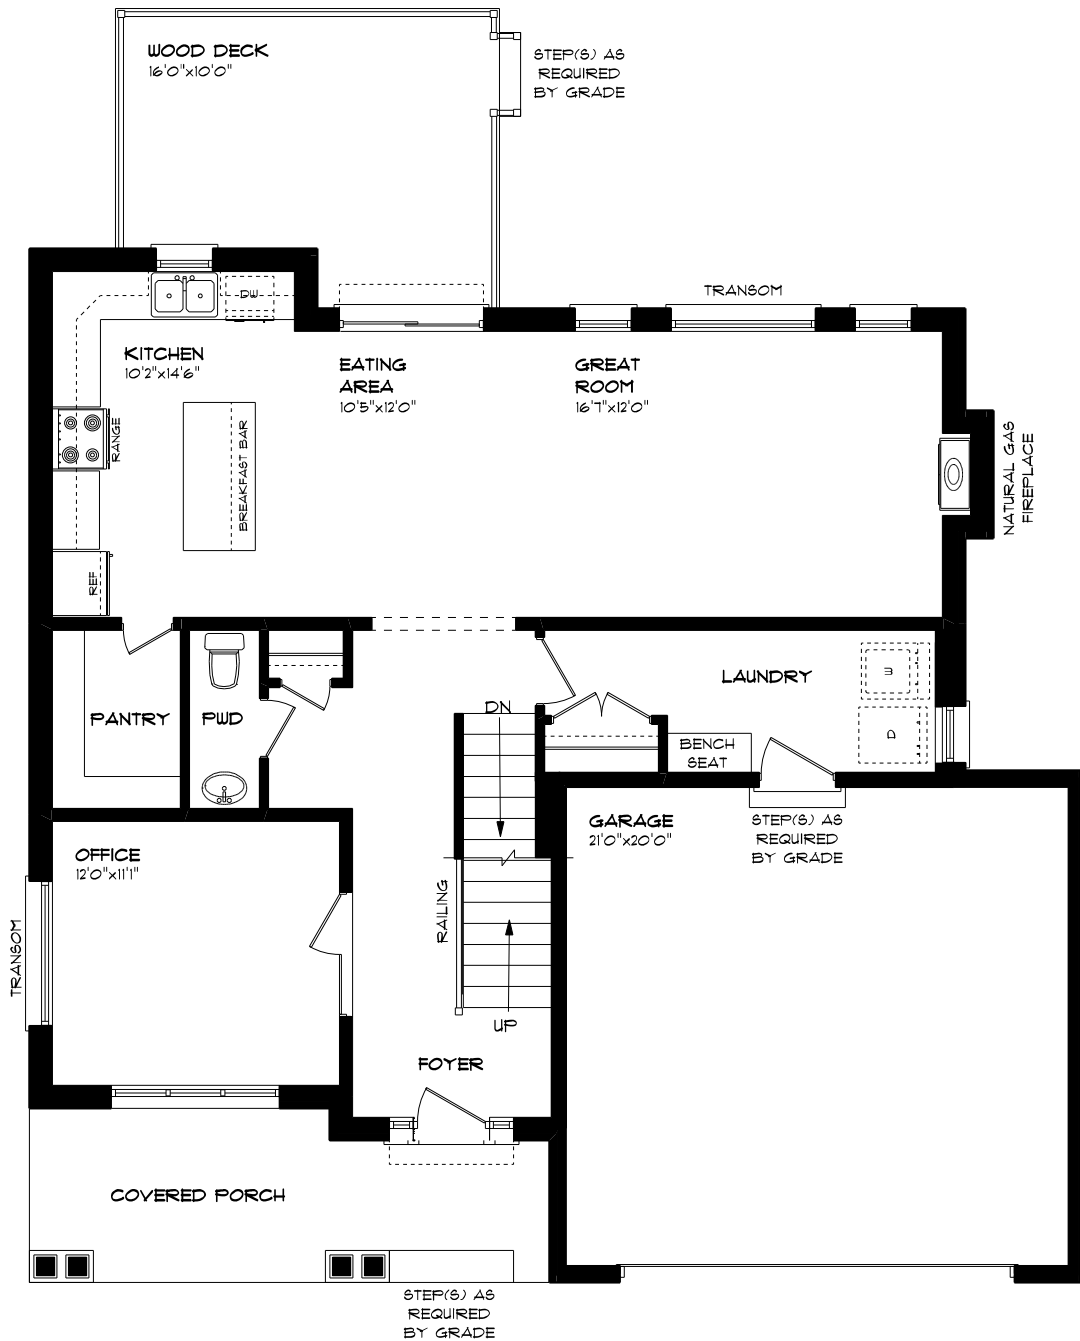 WOOD DECK
16'0"x10'0"
STEP(S) AS
REQUIRED
BY GRADE
TRANSOM
DW
KITCHEN
10'2"x14'6"
EATING
AREA
10'5"x12'0"
GREAT
ROOM
16'7"x12'0"
RANGE
BREAKFAST BAR
NATURAL GAS
FIREPLACE
REF
PANTRY
PWD
DN
LAUNDRY
W
D
BENCH
SEAT
GARAGE
21'0"x20'0"
STEP(S) AS
REQUIRED
BY GRADE
OFFICE
12'0"x11'1"
TRANSOM
RAILING
UP
FOYER
COVERED PORCH
STEP(S) AS
REQUIRED
BY GRADE